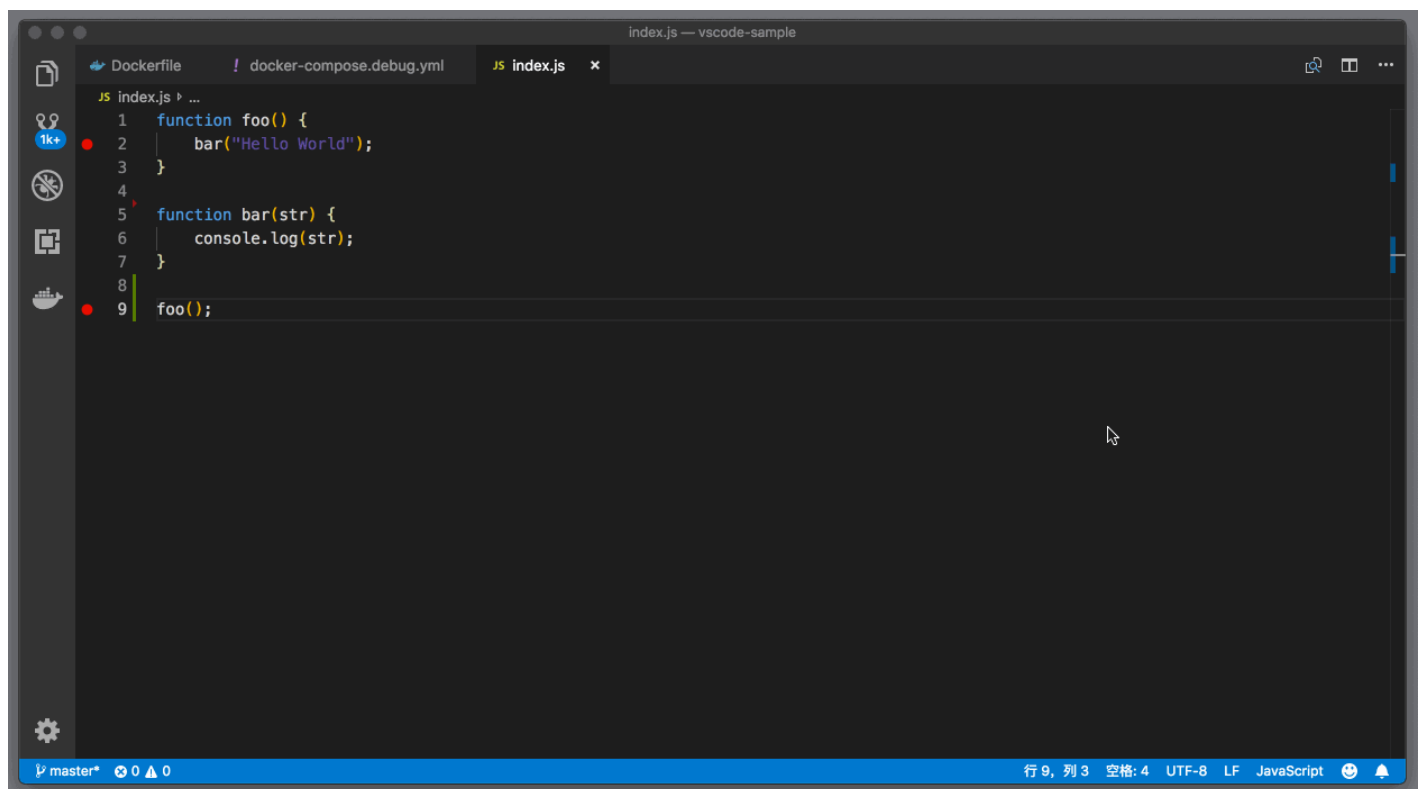 index.js — vscode-sample
Dockerfile ! docker-compose.debug.yml JS index.js ×
JS index.js ▹ ...
1k+
1 function foo() {
2     bar("Hello World");
3 }
4
5 function bar(str) {
6     console.log(str);
7 }
8
9 foo();
master* 0 0 行 9，列 3 空格: 4 UTF-8 LF JavaScript